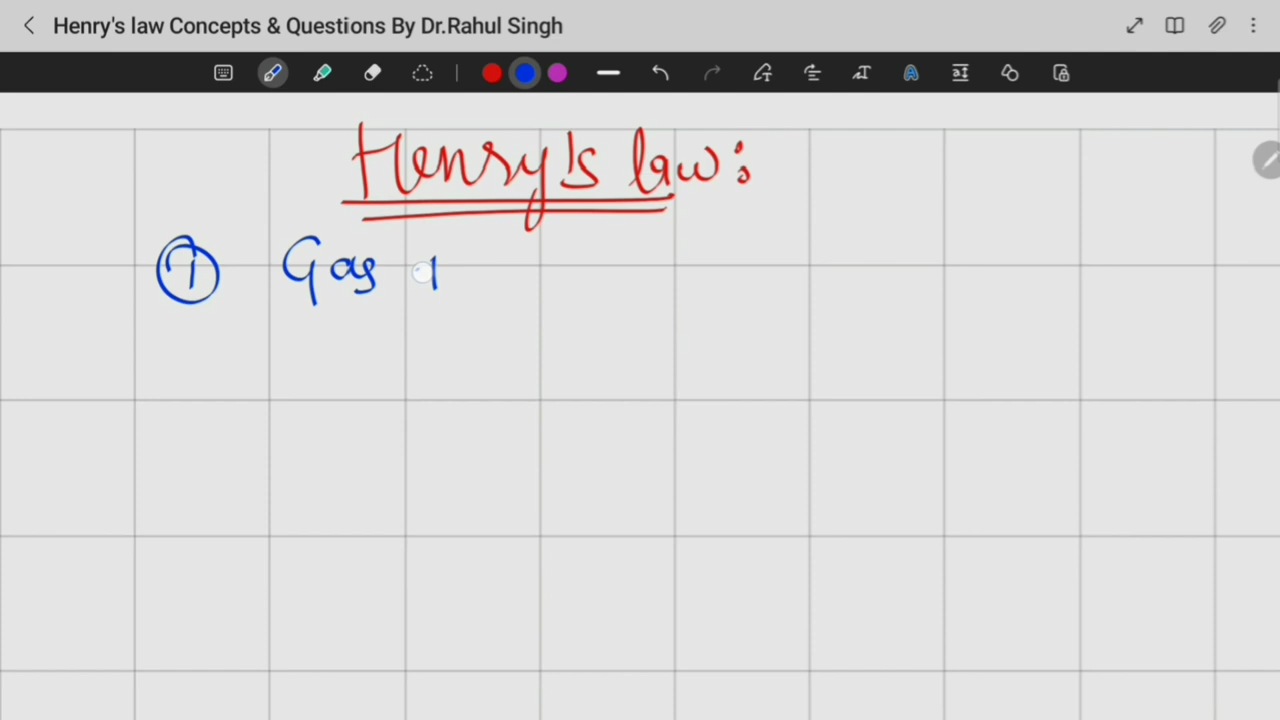 Henry's law Concepts & Questions By Dr.Rahul Singh
Henry's law:
① Gas